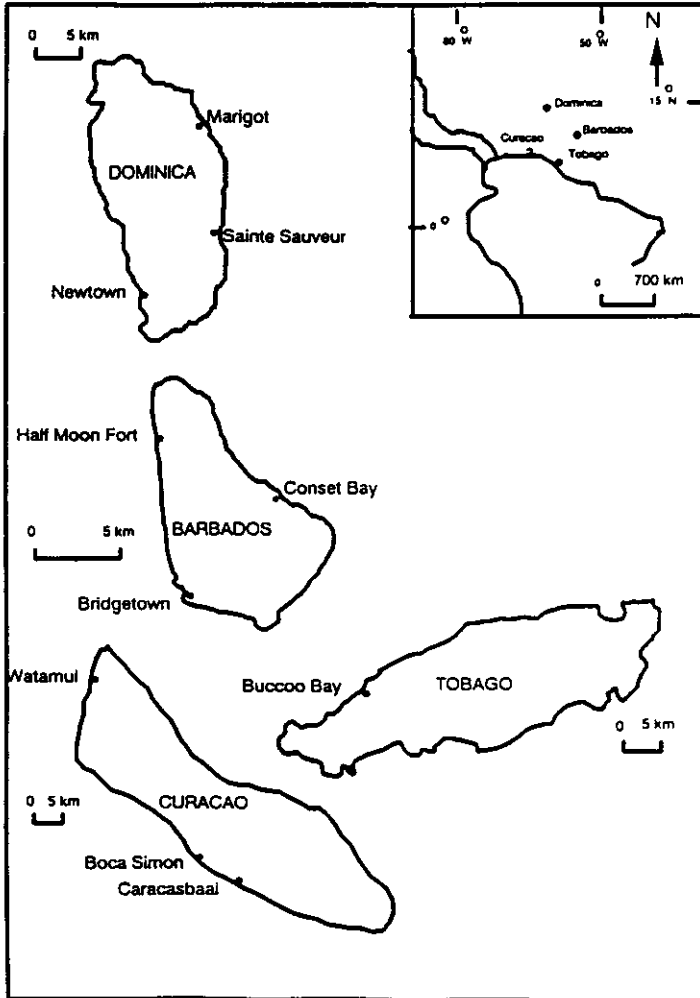 0 5 km
Marigot
DOMINICA
Sainte Sauveur
Newtown
80 ° W
50 ° W
N
15 ° N
Dominica
Barbados
Curacao
Tobago
0 °
0 700 km
Half Moon Fort
Conset Bay
0 5 km
BARBADOS
Bridgetown
Watamul
Buccoo Bay
TOBAGO
0 5 km
0 5 km
CURACAO
Boca Simon
Caracasbaal